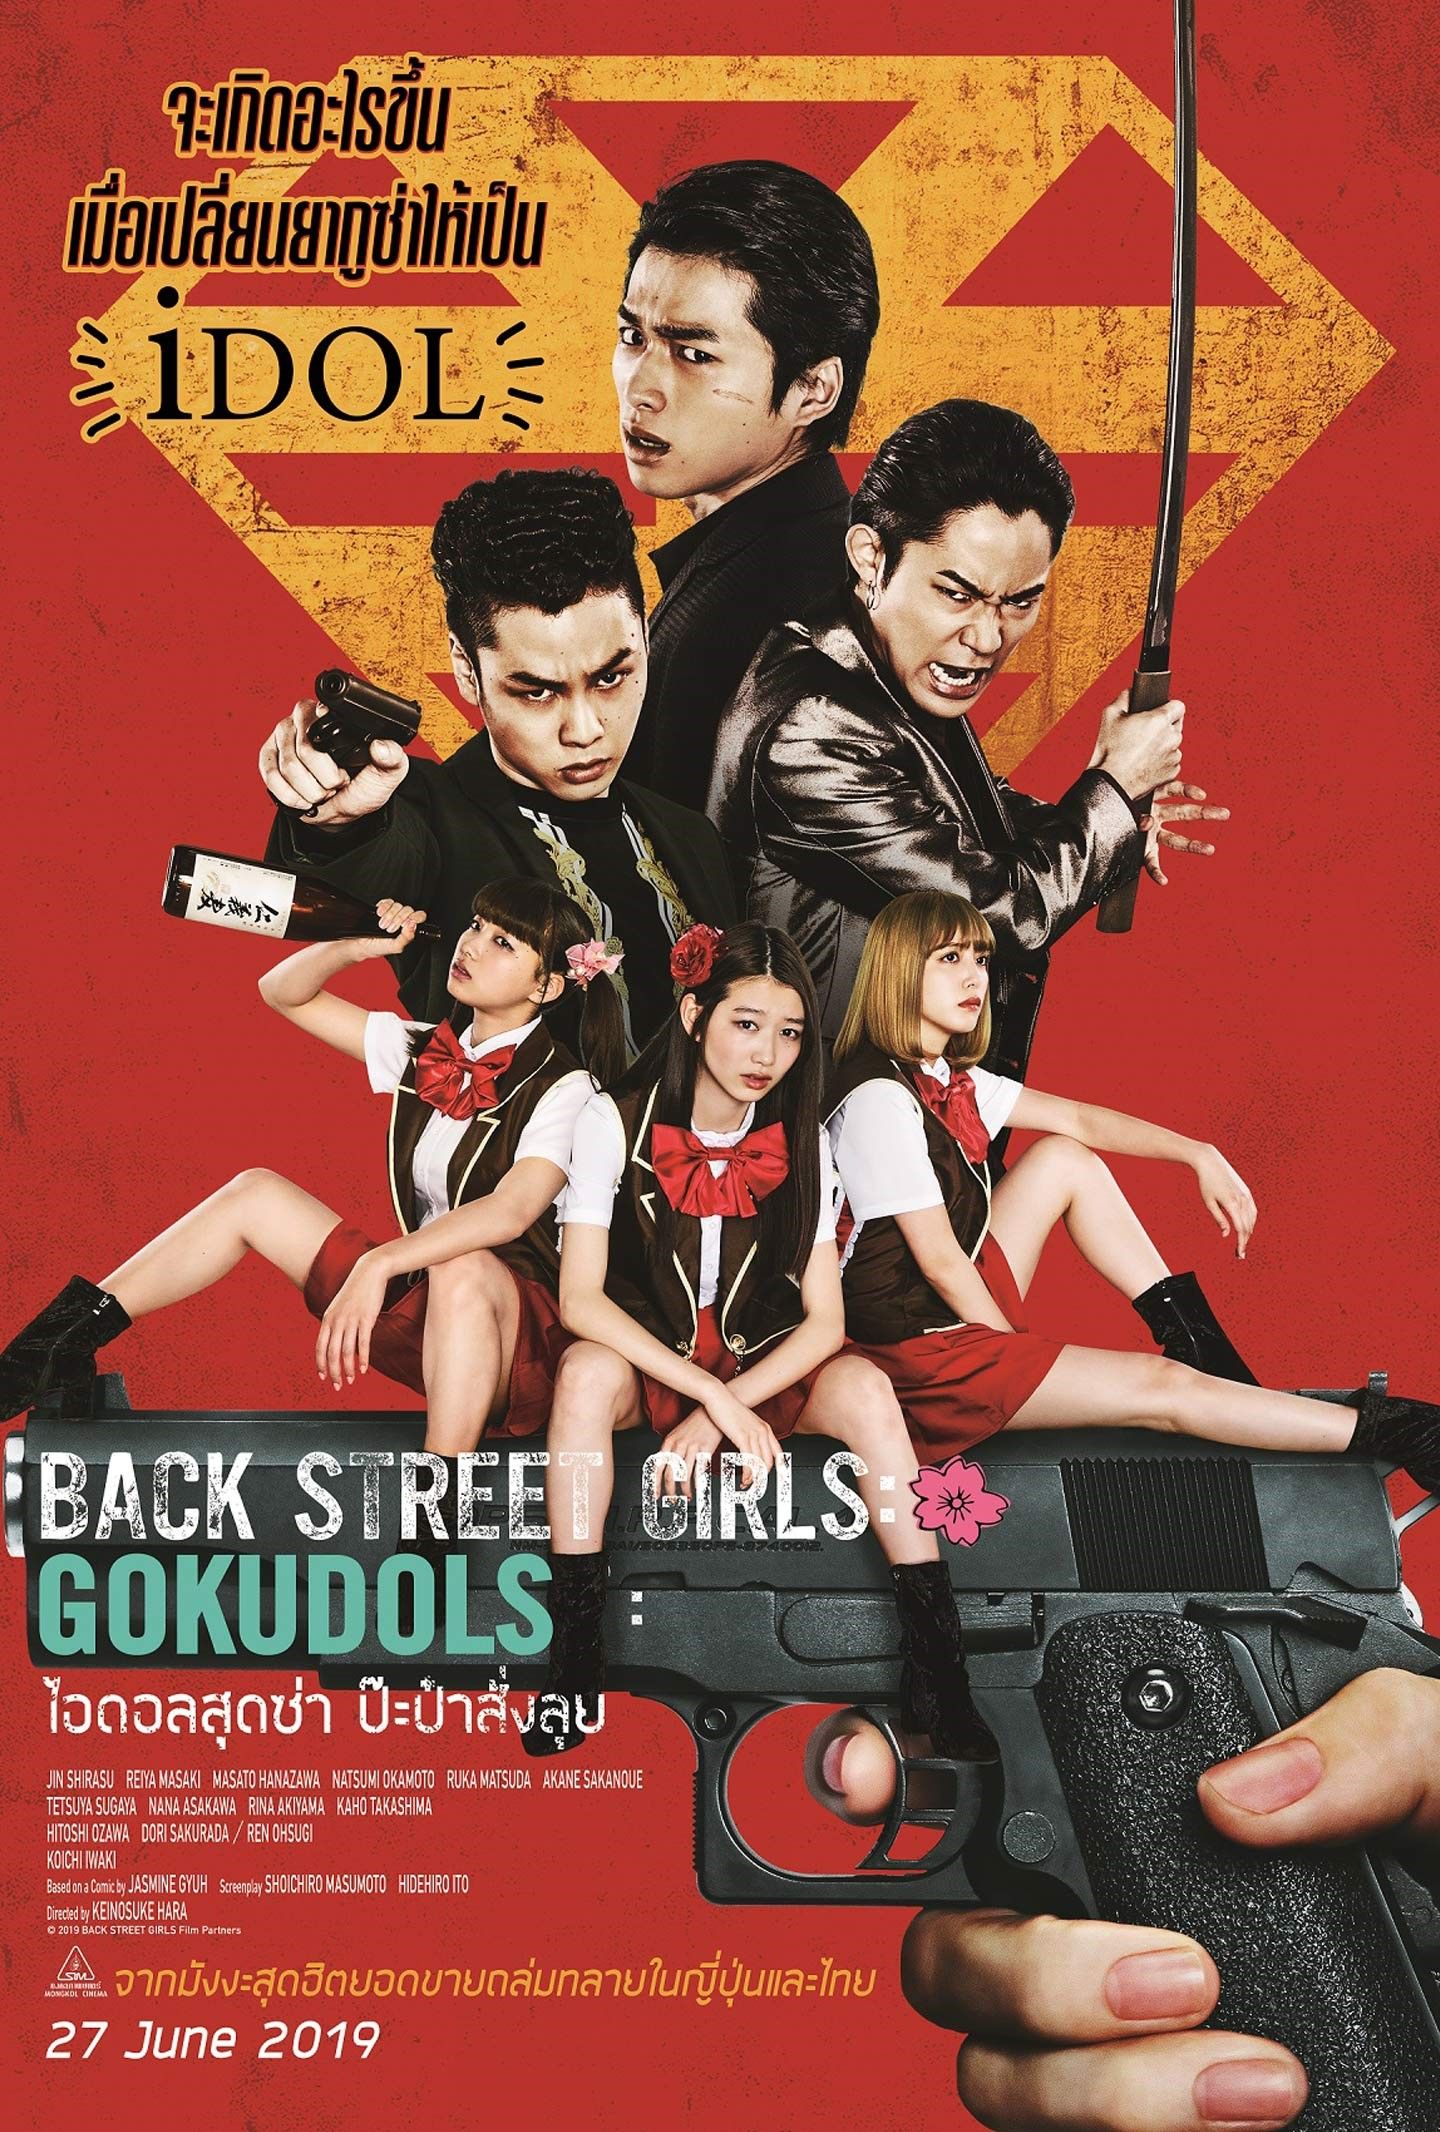 จะเกิดอะไรขึ้น
เมื่อเปลี่ยนยากูซ่าให้เป็น
iDOL
BACK STREET GIRLS:
GOKUDOLS
ไอดอลสุดซ่า ป๊ะป๋าสั่งลุย
JIN SHIRASU REIYA MASAKI MASATO HANAZAWA NATSUMI OKAMOTO RUKA MATSUDA AKANE SAKANOUE
TETSUYA SUGAYA NANA ASAKAWA RINA AKIYAMA KAHO TAKASHIMA
HITOSHI OZAWA DORI SAKURADA / REN OHSUGI
KOICHI IWAKI
Based on a Comic by JASMINE GYUH Screenplay SHOICHIRO MASUMOTO HIDEHIRO ITO
Directed by KEINOSUKE HARA
© 2019 BACK STREET GIRLS Film Partners
MONGKOL CINEMA
จากมังงะสุดฮิตยอดขายถล่มทลายในญี่ปุ่นและไทย
27 June 2019